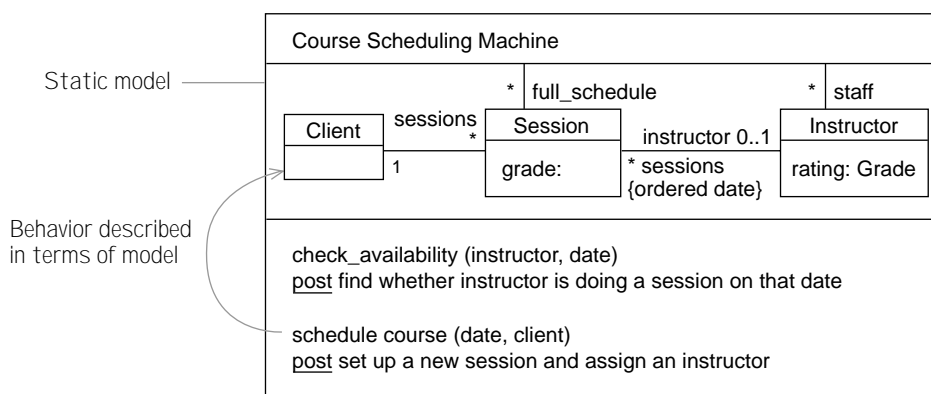 Course Scheduling Machine
Static model
* full_schedule
* staff
Client
sessions
*
1
Session
grade:
instructor 0..1
* sessions
{ordered date}
Instructor
rating: Grade
Behavior described
in terms of model
check_availability (instructor, date)
post find whether instructor is doing a session on that date
schedule course (date, client)
post set up a new session and assign an instructor